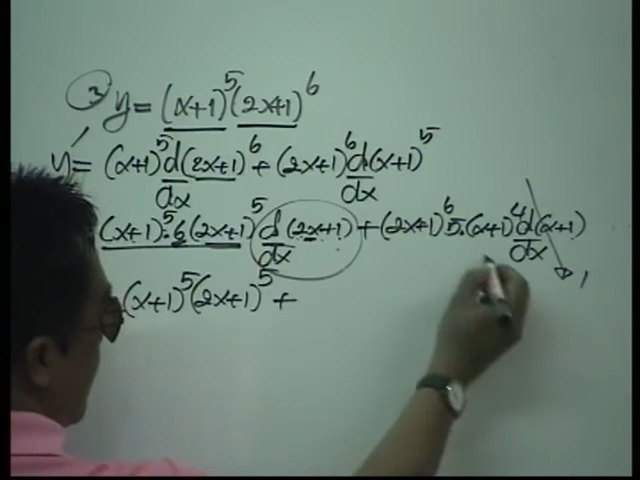 ③ y = (x+1)⁵(2x+1)⁶
y′ = (x+1)⁵ d/dx (2x+1)⁶ + (2x+1)⁶ d/dx (x+1)⁵
(x+1)⁵·6(2x+1)⁵ d/dx (2x+1) + (2x+1)⁶ 5·(x+1)⁴ d/dx (x+1) 1
(x+1)⁵(2x+1)⁵ +